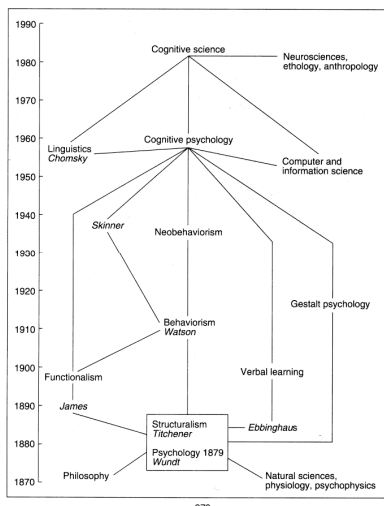 1990
Cognitive science
Neurosciences,
ethology, anthropology
1980
1970
1960
Linguistics
Chomsky
Cognitive psychology
Computer and
information science
1950
1940
Skinner
Neobehaviorism
1930
1920
Gestalt psychology
1910
Behaviorism
Watson
1900
Functionalism
Verbal learning
1890
James
Structuralism
Titchener
Ebbinghaus
1880
Psychology 1879
Wundt
1870
Philosophy
Natural sciences,
physiology, psychophysics